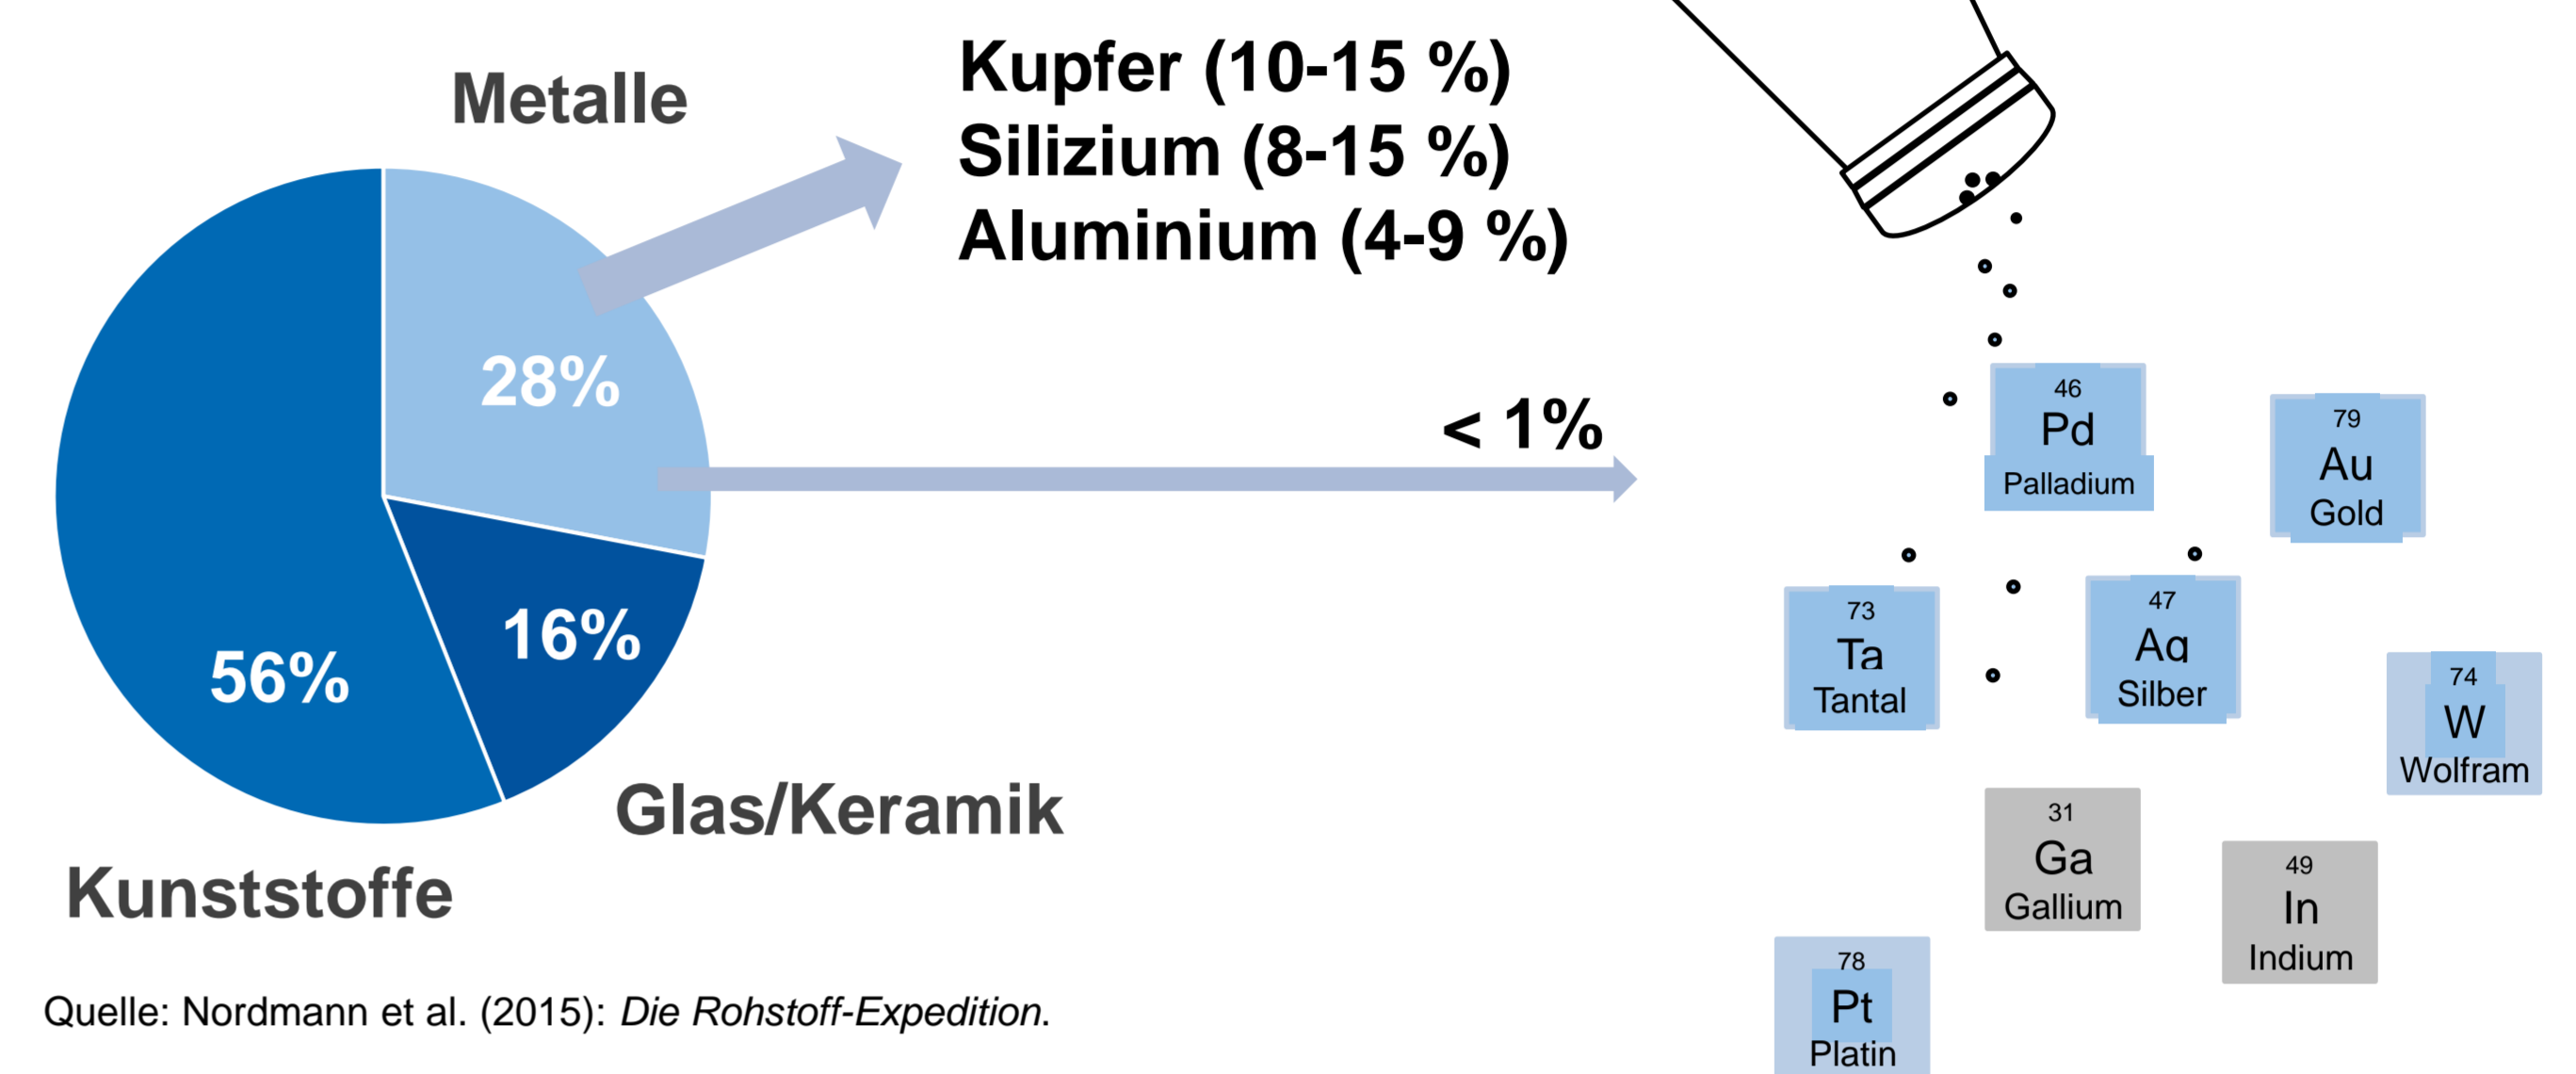 Metalle
Kupfer (10-15 %)
Silizium (8-15 %)
Aluminium (4-9 %)
28%
< 1%
16%
56%
Glas/Keramik
Kunststoffe
46
Pd
Palladium
79
Au
Gold
73
Ta
Tantal
47
Ag
Silber
74
W
Wolfram
31
Ga
Gallium
49
In
Indium
78
Pt
Platin
Quelle: Nordmann et al. (2015): Die Rohstoff-Expedition.